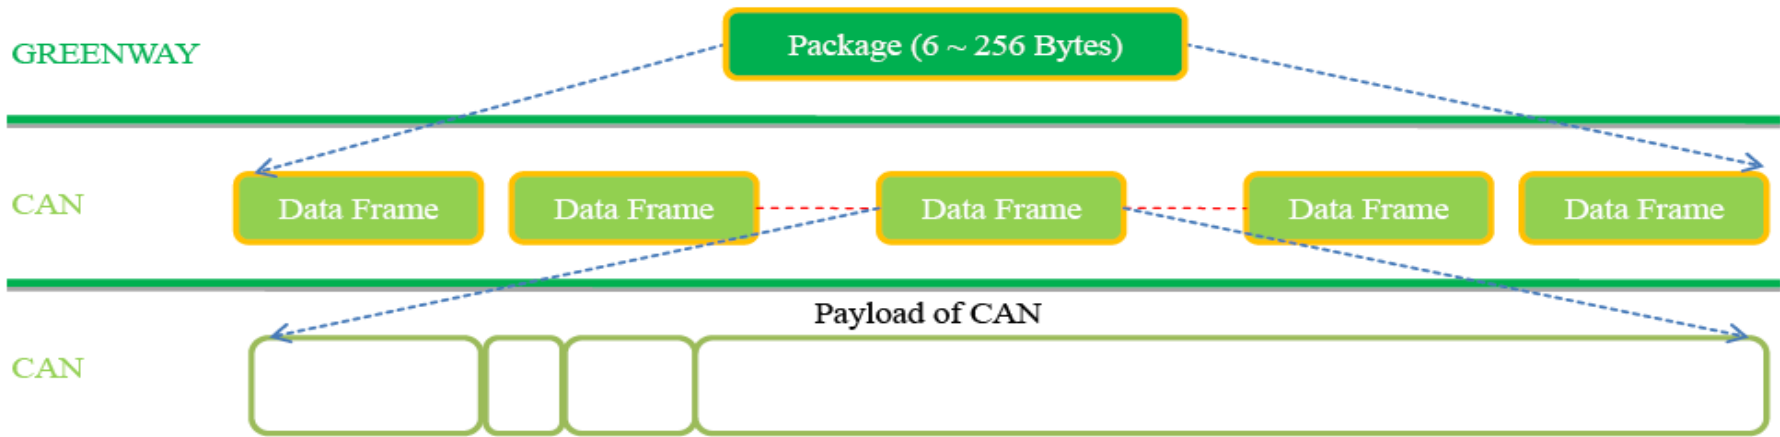 GREENWAY
Package (6 ~ 256 Bytes)
CAN
Data Frame
Data Frame
Data Frame
Data Frame
Data Frame
Payload of CAN
CAN